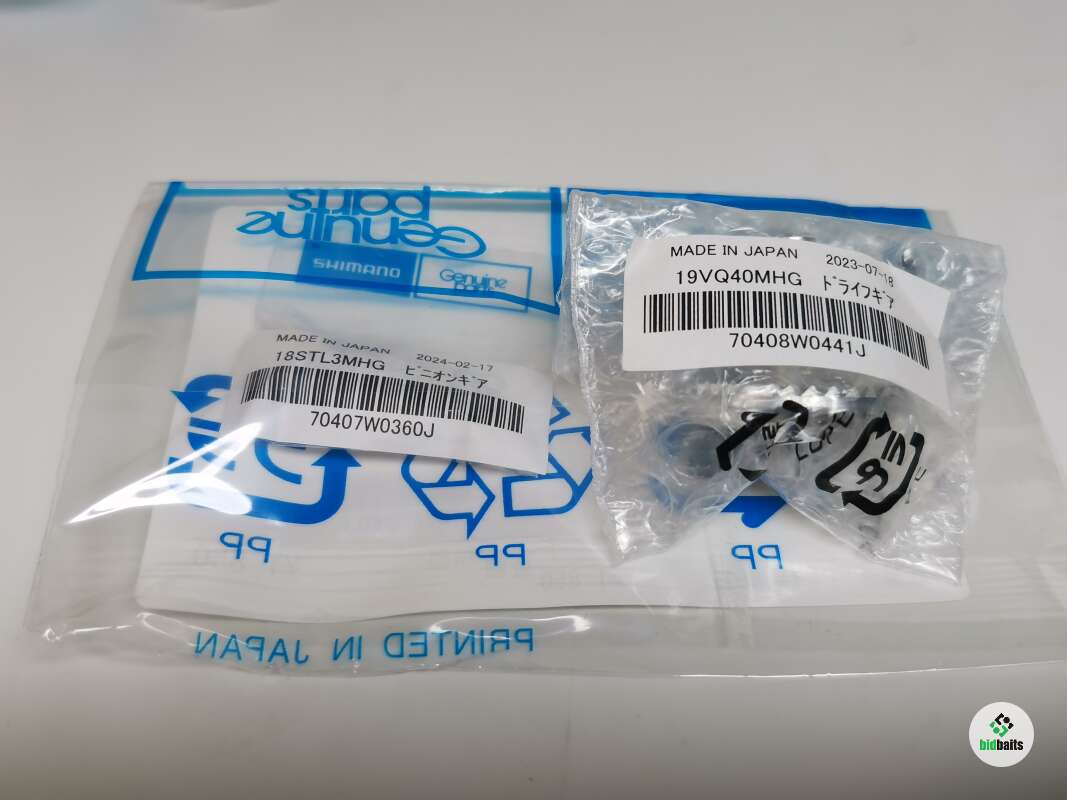 Genuine
parts
SHIMANO
Genuine
Parts
MADE IN JAPAN 2024-02-17
18STL3MHG ピニオンギア
70407W0360J
MADE IN JAPAN 2023-07-18
19VQ40MHG ドライブギア
70408W0441J
PP
PP
PP
PRINTED IN JAPAN
bidbaits